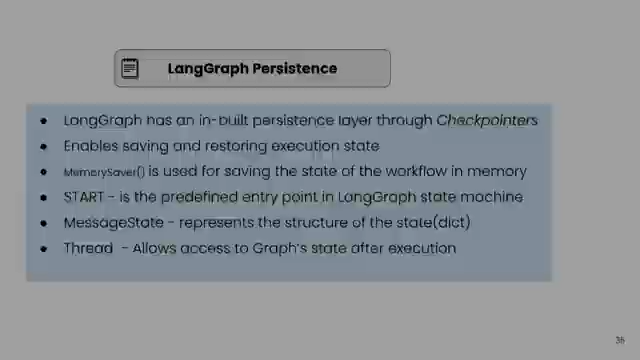 LangGraph Persistence
● LangGraph has an in-built persistence layer through Checkpointers
● Enables saving and restoring execution state
● MemorySaver() is used for saving the state of the workflow in memory
● START - is the predefined entry point in LangGraph state machine
● MessageState - represents the structure of the state(dict)
● Thread - Allows access to Graph's state after execution
36